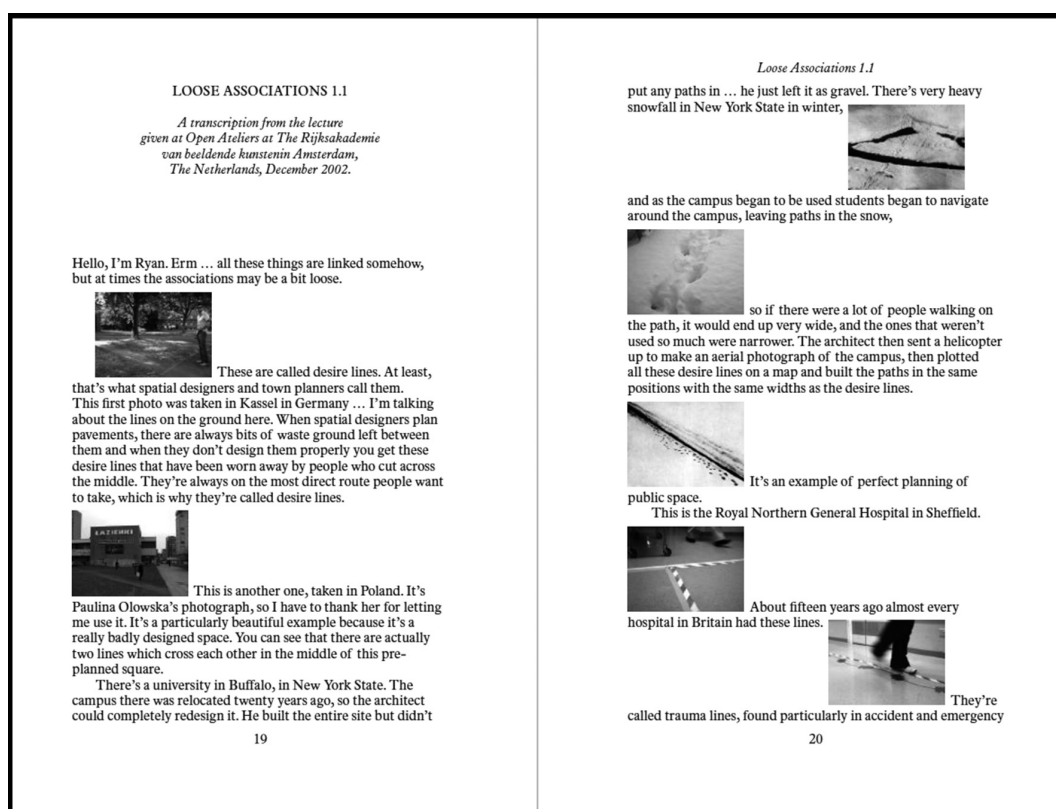 LOOSE ASSOCIATIONS 1.1
A transcription from the lecture
given at Open Ateliers at The Rijksakademie
van beeldende kunstenin Amsterdam,
The Netherlands, December 2002.
Hello, I’m Ryan. Erm … all these things are linked somehow,
but at times the associations may be a bit loose.
These are called desire lines. At least,
that’s what spatial designers and town planners call them.
This first photo was taken in Kassel in Germany … I’m talking
about the lines on the ground here. When spatial designers plan
pavements, there are always bits of waste ground left between
them and when they don’t design them properly you get these
desire lines that have been worn away by people who cut across
the middle. They’re always on the most direct route people want
to take, which is why they’re called desire lines.
ŁAZIENKI
This is another one, taken in Poland. It’s
Paulina Olowska’s photograph, so I have to thank her for letting
me use it. It’s a particularly beautiful example because it’s a
really badly designed space. You can see that there are actually
two lines which cross each other in the middle of this pre-
planned square.
There’s a university in Buffalo, in New York State. The
campus there was relocated twenty years ago, so the architect
could completely redesign it. He built the entire site but didn’t
19
Loose Associations 1.1
put any paths in … he just left it as gravel. There’s very heavy
snowfall in New York State in winter,
and as the campus began to be used students began to navigate
around the campus, leaving paths in the snow,
so if there were a lot of people walking on
the path, it would end up very wide, and the ones that weren’t
used so much were narrower. The architect then sent a helicopter
up to make an aerial photograph of the campus, then plotted
all these desire lines on a map and built the paths in the same
positions with the same widths as the desire lines.
It’s an example of perfect planning of
public space.
This is the Royal Northern General Hospital in Sheffield.
About fifteen years ago almost every
hospital in Britain had these lines.
They’re
called trauma lines, found particularly in accident and emergency
20